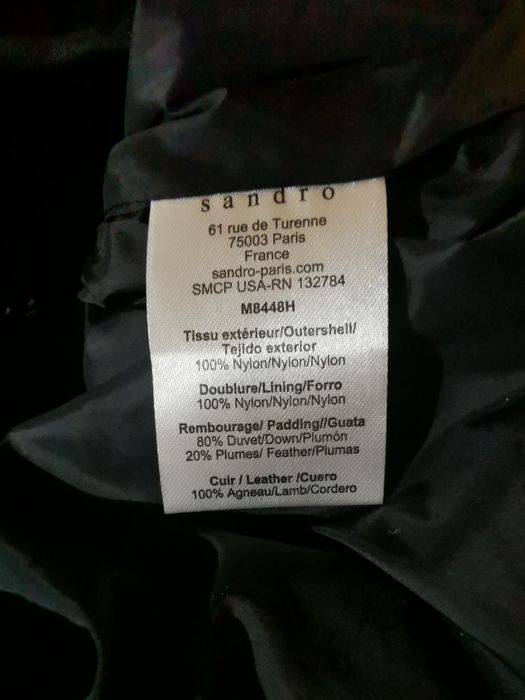 sandro
61 rue de Turenne
75003 Paris
France
sandro-paris.com
SMCP USA-RN 132784
M8448H
Tissu extérieur/Outershell/
Tejido exterior
100% Nylon/Nylon/Nylon
Doublure/Lining/Forro
100% Nylon/Nylon/Nylon
Rembourage/ Padding//Guata
80% Duvet/Down/Plumón
20% Plumes/ Feather/Plumas
Cuir / Leather /Cuero
100% Agneau/Lamb/Cordero